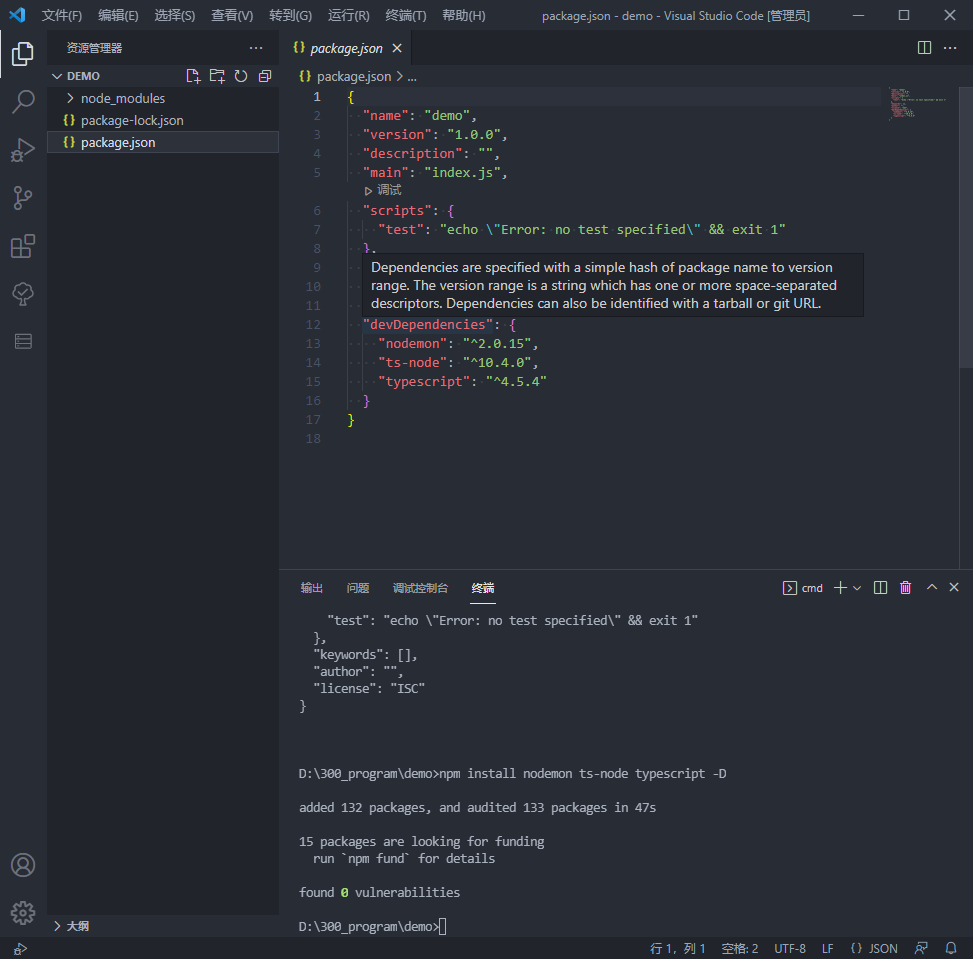 文件(F) 编辑(E) 选择(S) 查看(V) 转到(G) 运行(R) 终端(T) 帮助(H) package.json - demo - Visual Studio Code [管理员]
资源管理器
DEMO
node_modules
package-lock.json
package.json
package.json
package.json > ...
1 {
2 "name": "demo",
3 "version": "1.0.0",
4 "description": "",
5 "main": "index.js",
调试
6 "scripts": {
7 "test": "echo \"Error: no test specified\" && exit 1"
8 },
9
10
11
Dependencies are specified with a simple hash of package name to version
range. The version range is a string which has one or more space-separated
descriptors. Dependencies can also be identified with a tarball or git URL.
12 "devDependencies": {
13 "nodemon": "^2.0.15",
14 "ts-node": "^10.4.0",
15 "typescript": "^4.5.4"
16 }
17 }
18
输出 问题 调试控制台 终端 cmd
"test": "echo \"Error: no test specified\" && exit 1"
},
"keywords": [],
"author": "",
"license": "ISC"
}
D:\300_program\demo>npm install nodemon ts-node typescript -D
added 132 packages, and audited 133 packages in 47s
15 packages are looking for funding
run `npm fund` for details
found 0 vulnerabilities
D:\300_program\demo>
大纲
行 1, 列 1 空格: 2 UTF-8 LF {} JSON